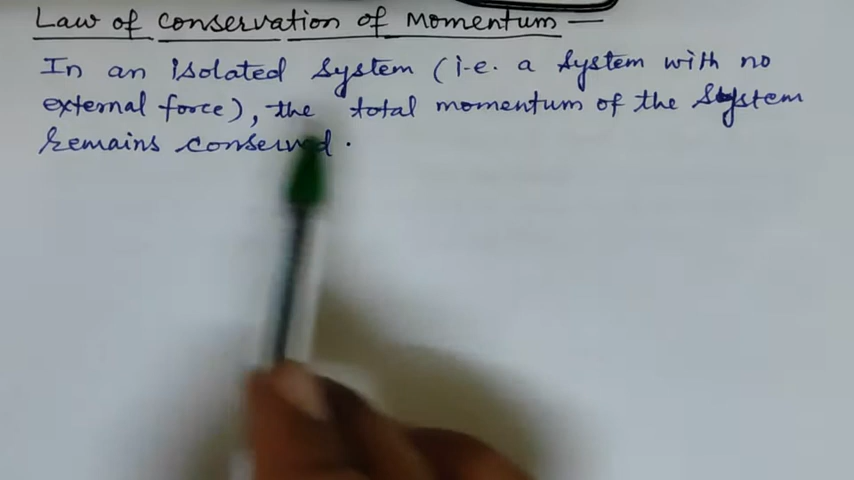 Law of Conservation of Momentum —
In an isolated system (i.e. a system with no
external force), the total momentum of the system
remains conserved.